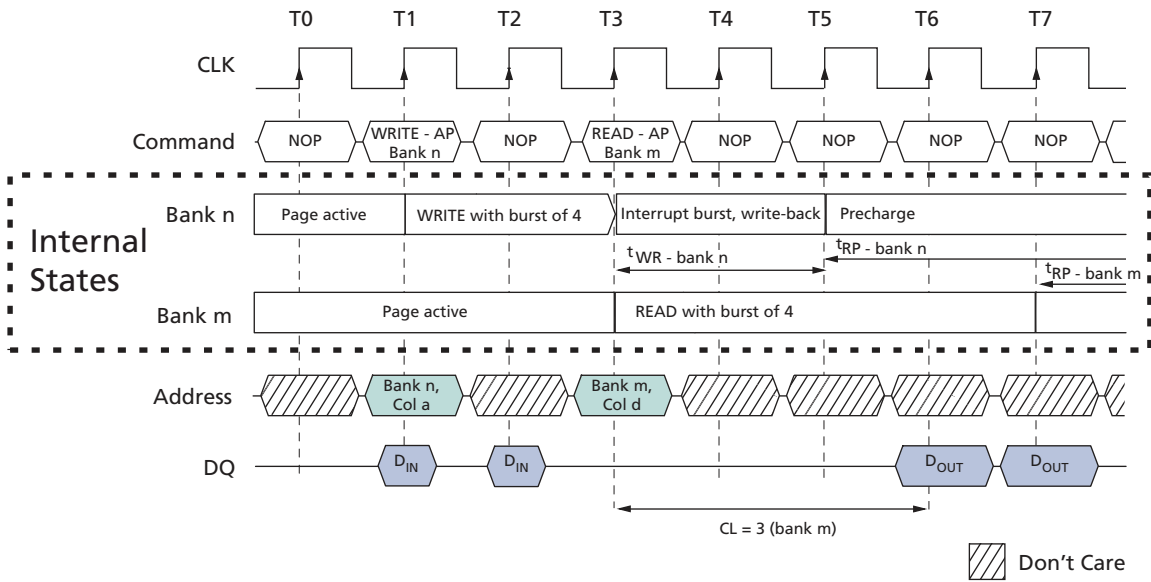 T0 T1 T2 T3 T4 T5 T6 T7
CLK
Command NOP WRITE - AP Bank n NOP READ - AP Bank m NOP NOP NOP NOP
Internal States
Bank n Page active WRITE with burst of 4 Interrupt burst, write-back Precharge
tWR - bank n tRP - bank n
tRP - bank m
Bank m Page active READ with burst of 4
Address Bank n, Col a Bank m, Col d
DQ DIN DIN DOUT DOUT
CL = 3 (bank m)
Don't Care